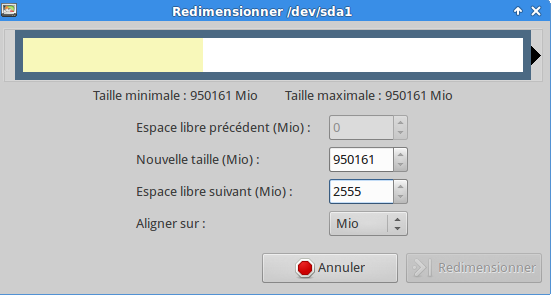 Redimensionner /dev/sda1
Taille minimale : 950161 Mio Taille maximale : 950161 Mio
Espace libre précédent (Mio) : 0
Nouvelle taille (Mio) : 950161
Espace libre suivant (Mio) : 2555
Aligner sur : Mio
Annuler Redimensionner